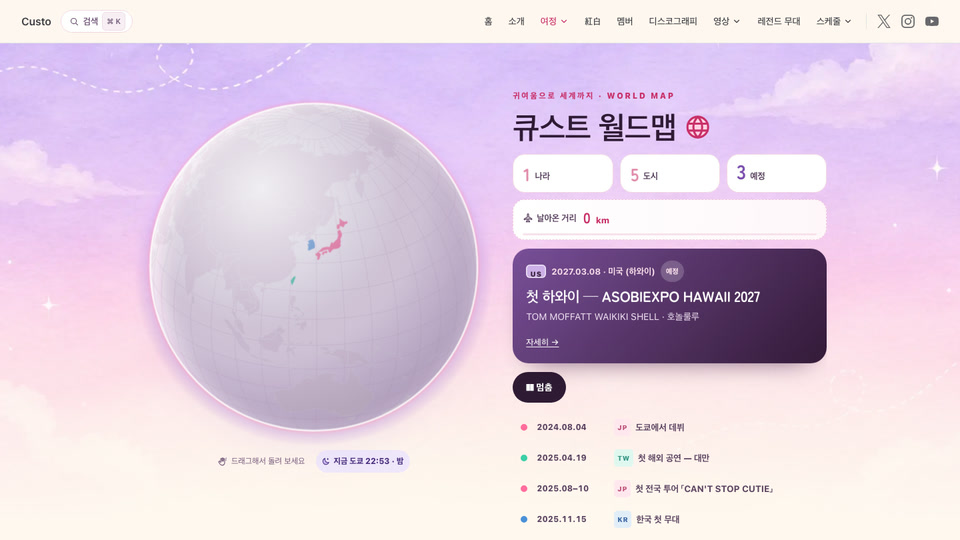 Custo
검색 ⌘ K
홈 소개 여정 紅白 멤버 디스코그래피 영상 레전드 무대 스케줄
귀여움으로 세계까지 · WORLD MAP
큐스트 월드맵
1 나라
5 도시
3 예정
날아온 거리 0 km
US 2027.03.08 · 미국 (하와이) 예정
첫 하와이 — ASOBIEXPO HAWAII 2027
TOM MOFFATT WAIKIKI SHELL · 호놀룰루
자세히 →
멈춤
2024.08.04 JP 도쿄에서 데뷔
2025.04.19 TW 첫 해외 공연 — 대만
2025.08–10 JP 첫 전국 투어 「CAN'T STOP CUTIE」
2025.11.15 KR 한국 첫 무대
드래그해서 돌려 보세요
지금 도쿄 22:53 · 밤